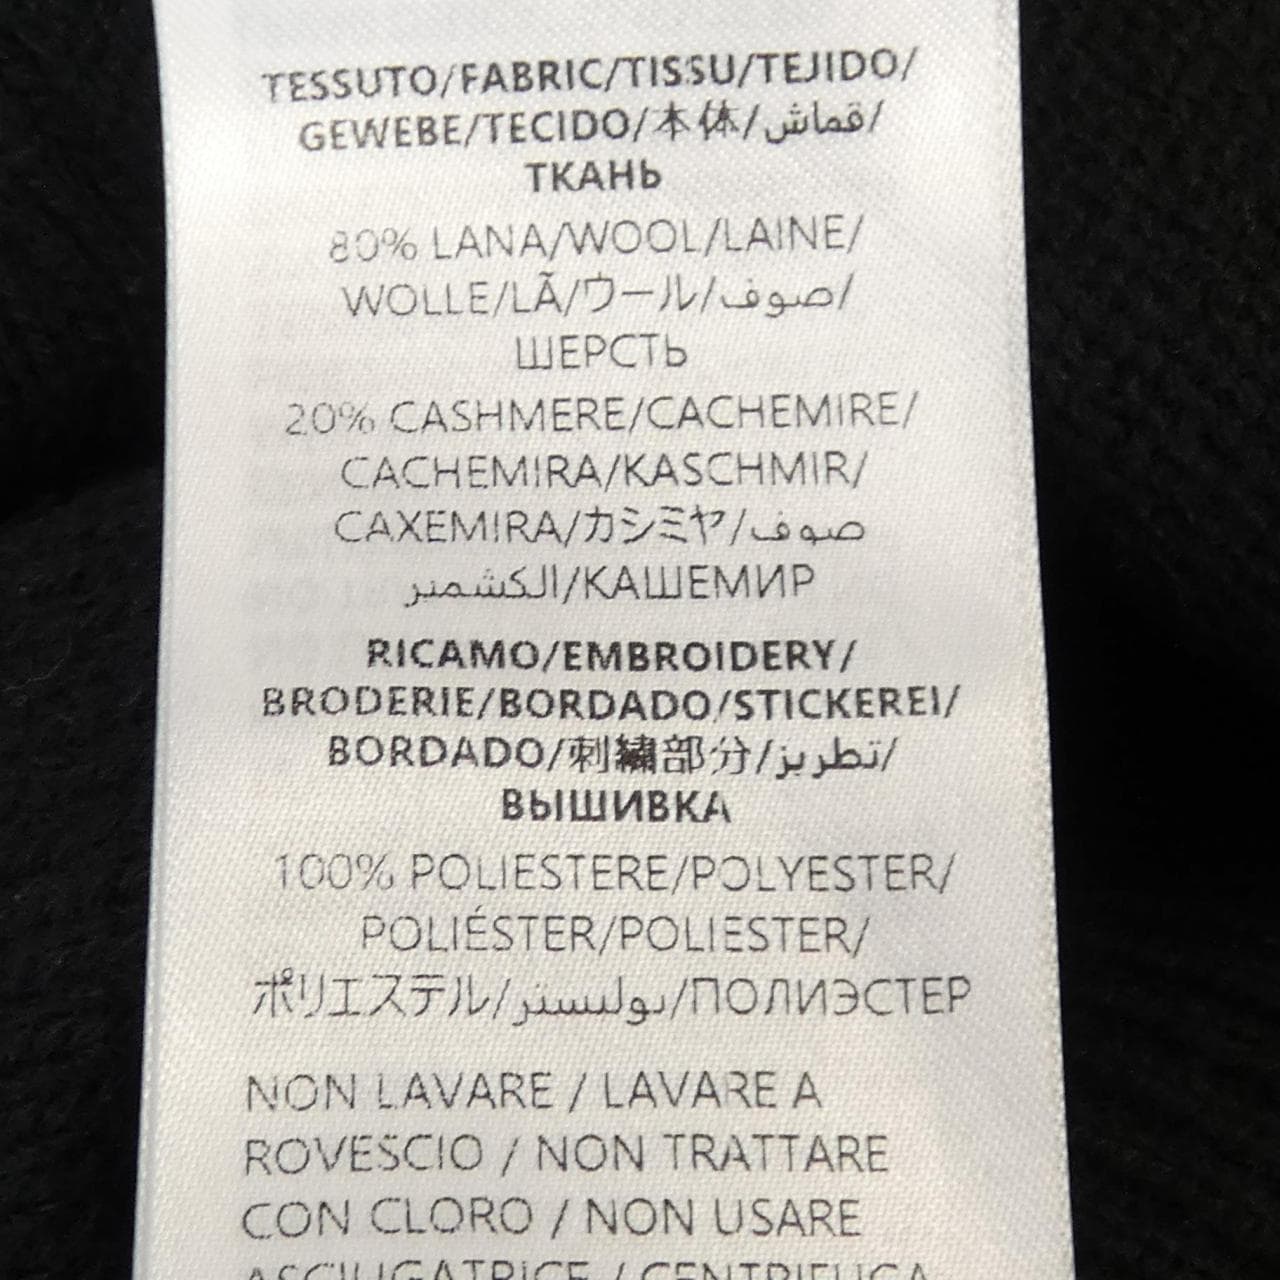 TESSUTO/FABRIC/TISSU/TEJIDO/
GEWEBE/TECIDO/本体/قماش/
ТКАНЬ
80% LANA/WOOL/LAINE/
WOLLE/LÃ/ウール/صوف/
ШЕРСТЬ
20% CASHMERE/CACHEMIRE/
CACHEMIRA/KASCHMIR/
CAXEMIRA/カシミヤ/صوف
الكشمير/КАШЕМИР
RICAMO/EMBROIDERY/
BRODERIE/BORDADO/STICKEREI/
BORDADO/刺繍部分/تطريز/
ВЫШИВКА
100% POLIESTERE/POLYESTER/
POLIÉSTER/POLIESTER/
ポリエステル/بوليستر/ПОЛИЭСТЕР
NON LAVARE / LAVARE A
ROVESCIO / NON TRATTARE
CON CLORO / NON USARE
ASCIUGATRICE / CENTRIFUGA